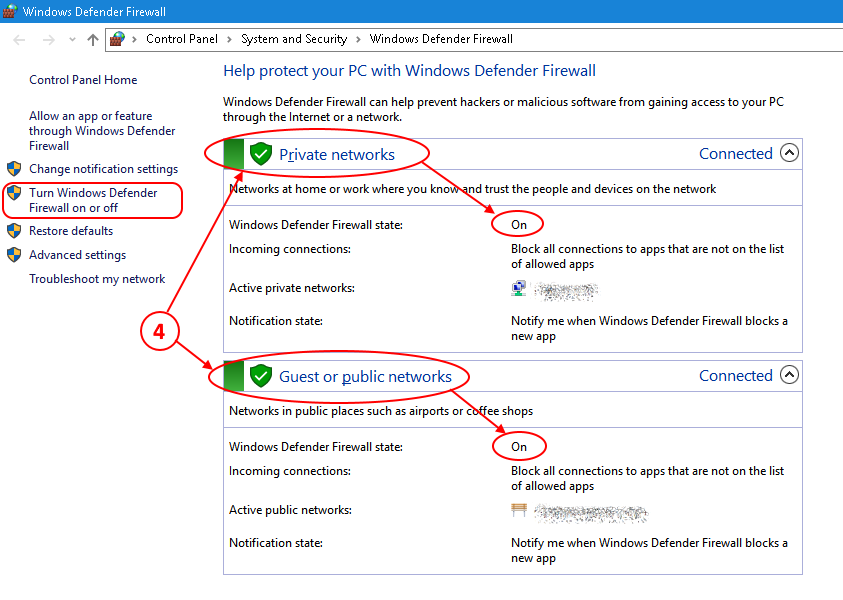 Windows Defender Firewall
Control Panel > System and Security > Windows Defender Firewall
Control Panel Home
Allow an app or feature
through Windows Defender
Firewall
Change notification settings
Turn Windows Defender
Firewall on or off
Restore defaults
Advanced settings
Troubleshoot my network
4
Help protect your PC with Windows Defender Firewall
Windows Defender Firewall can help prevent hackers or malicious software from gaining access to your PC
through the Internet or a network.
Private networks Connected
Networks at home or work where you know and trust the people and devices on the network
Windows Defender Firewall state: On
Incoming connections: Block all connections to apps that are not on the list
of allowed apps
Active private networks:
Notification state: Notify me when Windows Defender Firewall blocks a
new app
Guest or public networks Connected
Networks in public places such as airports or coffee shops
Windows Defender Firewall state: On
Incoming connections: Block all connections to apps that are not on the list
of allowed apps
Active public networks:
Notification state: Notify me when Windows Defender Firewall blocks a
new app